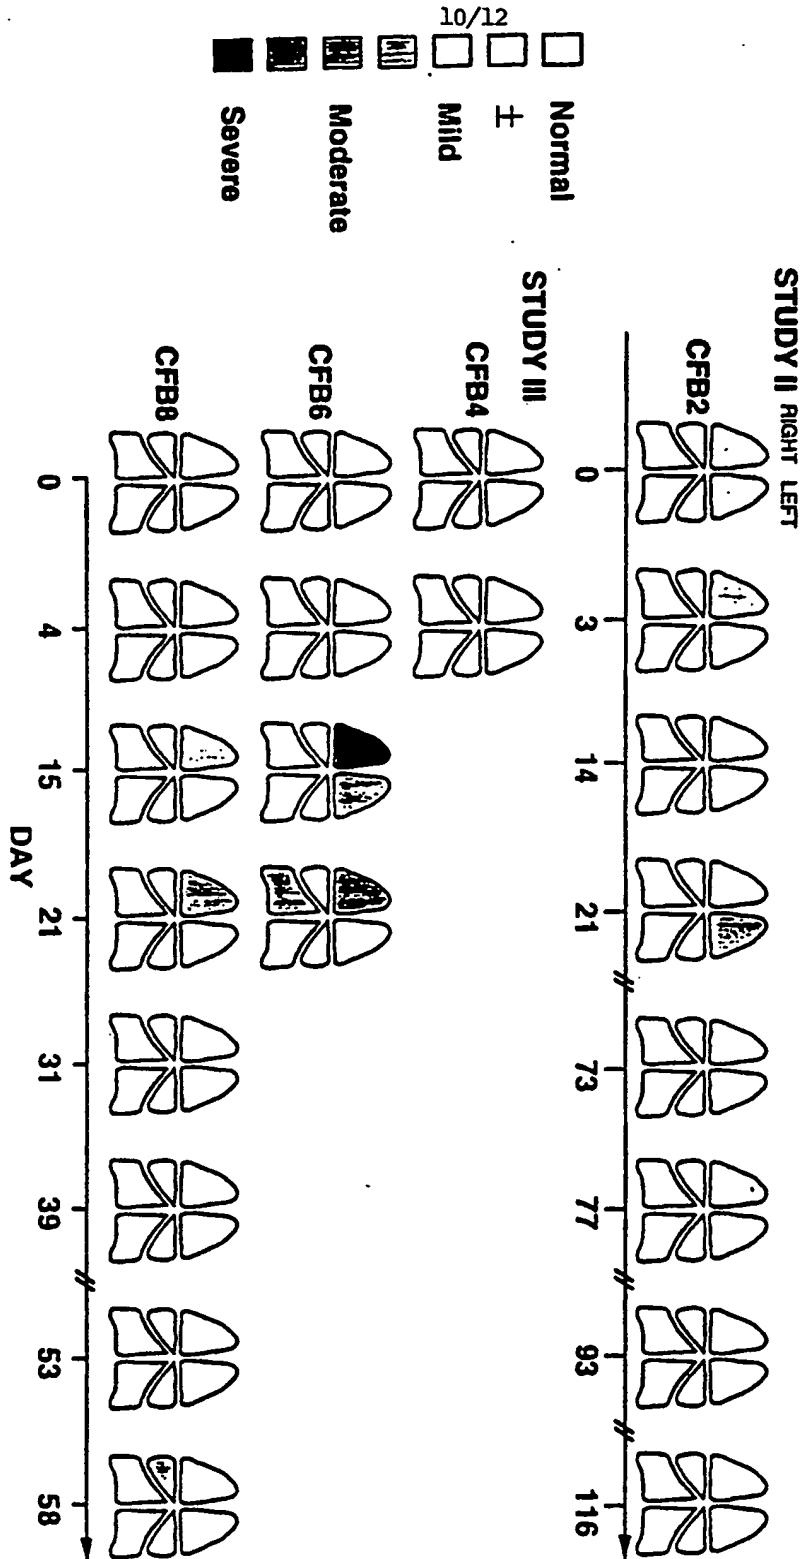 10/12
STUDY II RIGHT LEFT
CFB2
0 3 14 21 73 77 93 116
STUDY III
CFB4
CFB6
CFB8
0 4 15 21 31 39 53 58
DAY
Normal
±
Mild
Moderate
Severe